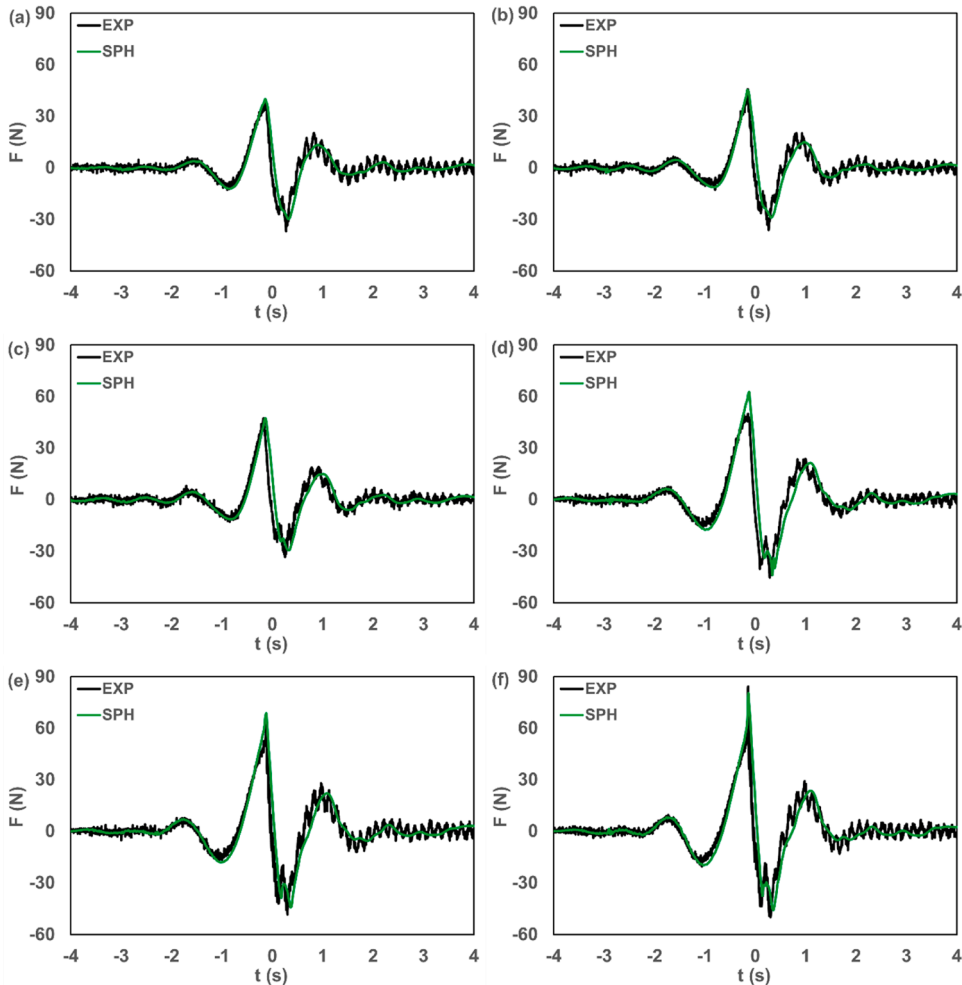 (a) 90 EXP
60 SPH
30
F (N)
0
-30
-60
-4 -3 -2 -1 0 1 2 3 4
t (s)
(b) 90 EXP
60 SPH
30
F (N)
0
-30
-60
-4 -3 -2 -1 0 1 2 3 4
t (s)
(c) 90 EXP
60 SPH
30
F (N)
0
-30
-60
-4 -3 -2 -1 0 1 2 3 4
t (s)
(d) 90 EXP
60 SPH
30
F (N)
0
-30
-60
-4 -3 -2 -1 0 1 2 3 4
t (s)
(e) 90 EXP
60 SPH
30
F (N)
0
-30
-60
-4 -3 -2 -1 0 1 2 3 4
t (s)
(f) 90 EXP
60 SPH
30
F (N)
0
-30
-60
-4 -3 -2 -1 0 1 2 3 4
t (s)